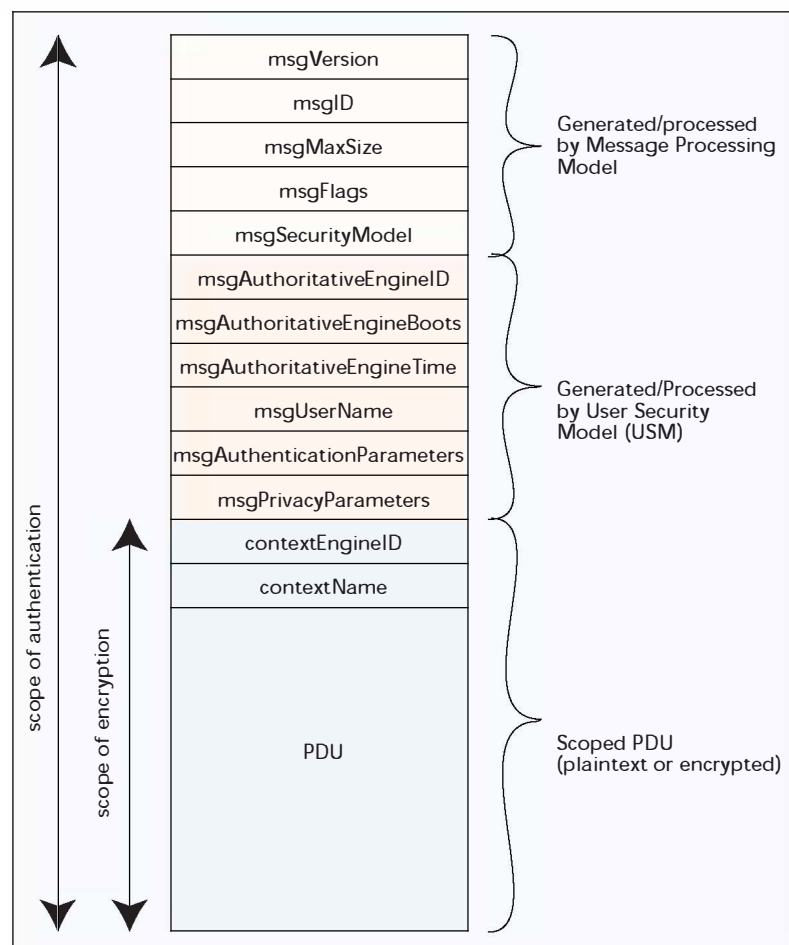 msgVersion
msgID
msgMaxSize
msgFlags
msgSecurityModel
Generated/processed
by Message Processing
Model
msgAuthoritativeEngineID
msgAuthoritativeEngineBoots
msgAuthoritativeEngineTime
msgUserName
msgAuthenticationParameters
msgPrivacyParameters
Generated/Processed
by User Security
Model (USM)
contextEngineID
contextName
PDU
Scoped PDU
(plaintext or encrypted)
scope of authentication
scope of encryption